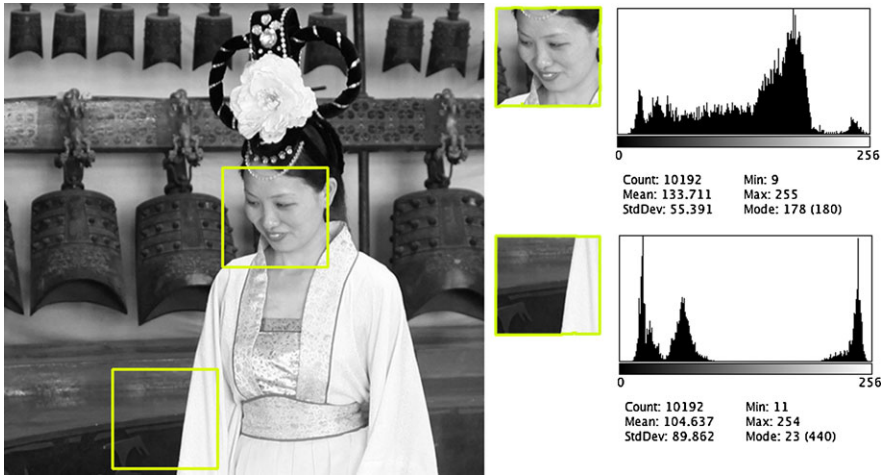 0 256
Count: 10192 Min: 9
Mean: 133.711 Max: 255
StdDev: 55.391 Mode: 178 (180)
0 256
Count: 10192 Min: 11
Mean: 104.637 Max: 254
StdDev: 89.862 Mode: 23 (440)